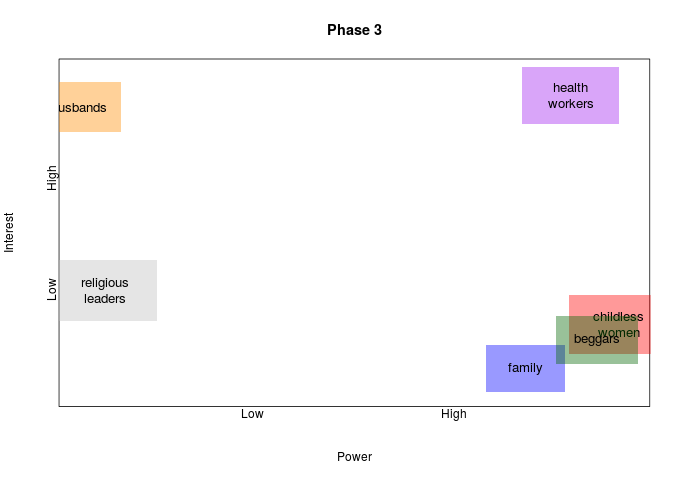 Phase 3
usbands
health
workers
High
Interest
religious
leaders
Low
childless
women
beggars
family
Low
High
Power